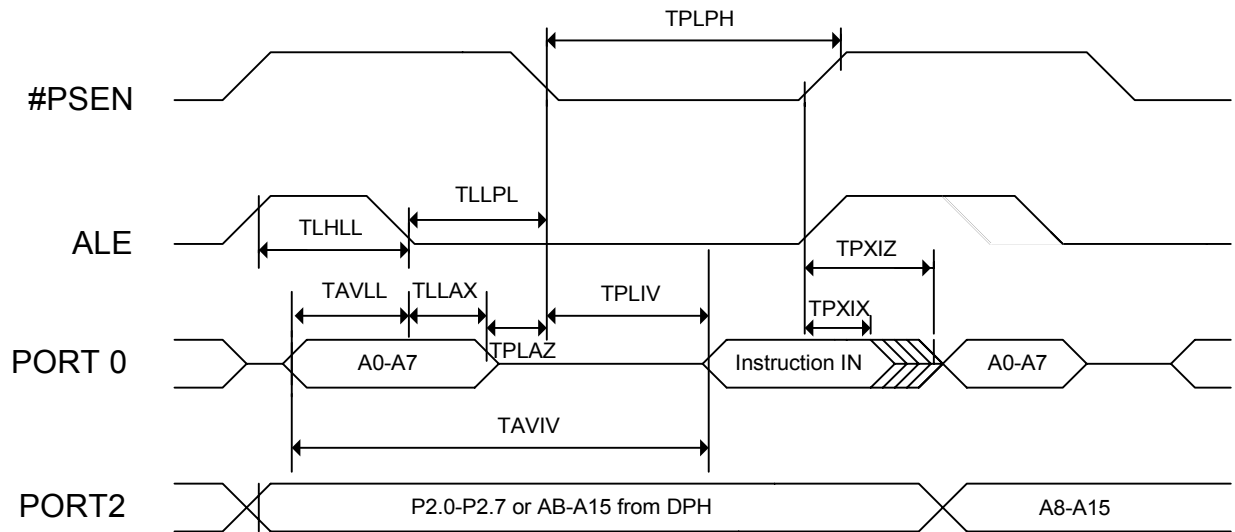 TPLPH
#PSEN
TLLPL
TLHLL
ALE
TPXIZ
TAVLL
TLLAX
TPLIV
TPXIX
TPLAZ
PORT 0
A0-A7
Instruction IN
A0-A7
TAVIV
PORT2
P2.0-P2.7 or AB-A15 from DPH
A8-A15